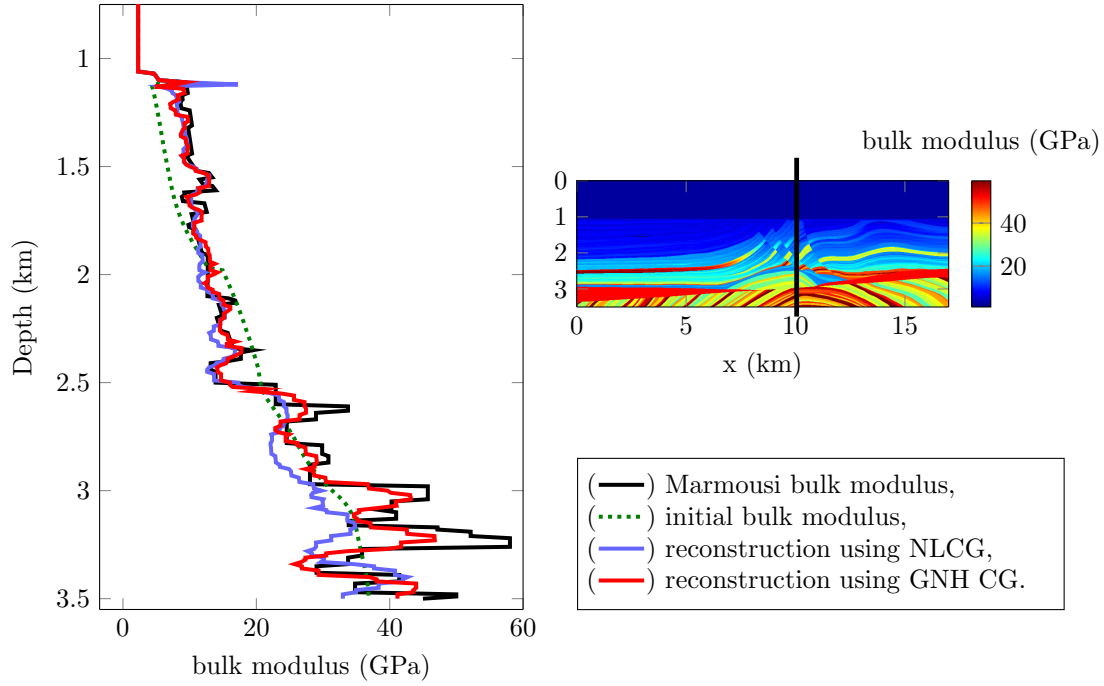 1
1.5
2
2.5
3
3.5
Depth (km)
0
20
40
60
bulk modulus (GPa)
bulk modulus (GPa)
0
1
2
3
0
5
10
15
x (km)
40
20
( ) Marmousi bulk modulus,
( ) initial bulk modulus,
( ) reconstruction using NLCG,
( ) reconstruction using GNH CG.